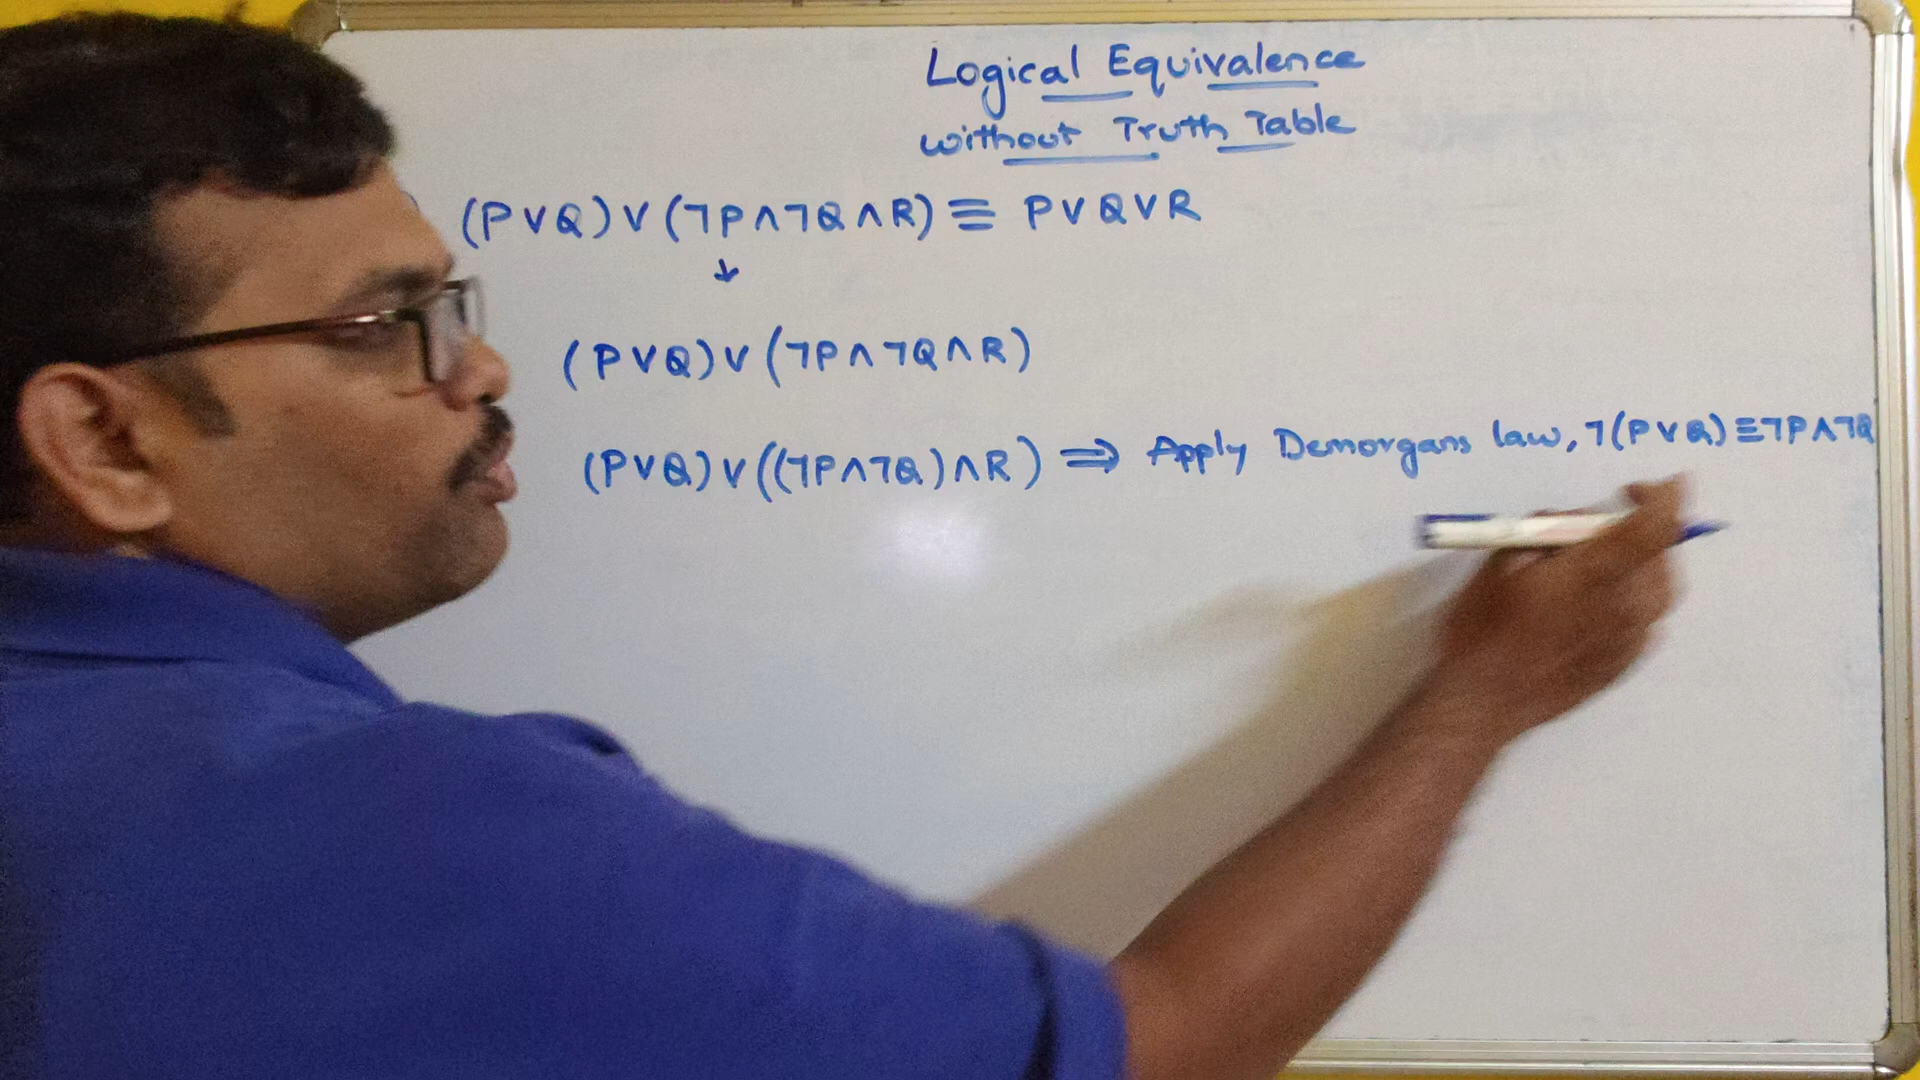 Logical Equivalence
without Truth Table
(P∨Q)∨(¬P∧¬Q∧R)≡ P∨Q∨R
↓
(P∨Q)∨(¬P∧¬Q∧R)
(P∨Q)∨((¬P∧¬Q)∧R) ⇒ Apply Demorgans law, ¬(P∨Q)≡¬P∧¬Q